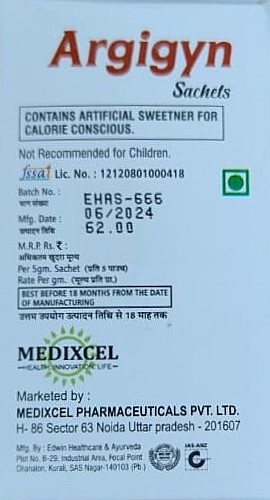 Argigyn
Sachets
CONTAINS ARTIFICIAL SWEETNER FOR
CALORIE CONSCIOUS.
Not Recommended for Children.
fssai Lic. No. : 12120801000418
Batch No. : EHAS-666
बाण संख्या
Mfg. Date : 06/2024
उत्पादन तिथि
M.R.P. Rs. ₹ : 62.00
अधिकतम खुदरा मूल्य
Per 5gm. Sachet (प्रति 5 पाउच)
Rate Per gm. (मूल्य प्रति ग्रा.)
BEST BEFORE 18 MONTHS FROM THE DATE
OF MANUFACTURING
उत्तम उपयोग उत्पादन तिथि से 18 माह तक
MEDIXCEL
HEALTH, INNOVATION, LIFE
Marketed by :
MEDIXCEL PHARMACEUTICALS PVT. LTD.
H- 86 Sector 63 Noida Uttar pradesh - 201607
Mfg. By : Edwin Healthcare & Ayurveda
Plot No. B-29, Industrial Area, Focal Point
Chanalon, Kurali, SAS Nagar-140103 (Pb.)
JAS-ANZ